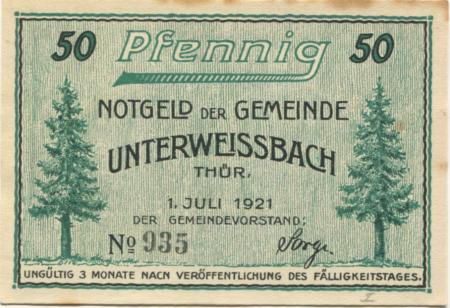 50 Pfennig 50
NOTGELD DER GEMEINDE
UNTERWEISSBACH
THÜR.
1. JULI 1921
DER GEMEINDEVORSTAND:
No 935 Sorge
UNGÜLTIG 3 MONATE NACH VERÖFFENTLICHUNG DES FÄLLIGKEITSTAGES.
I